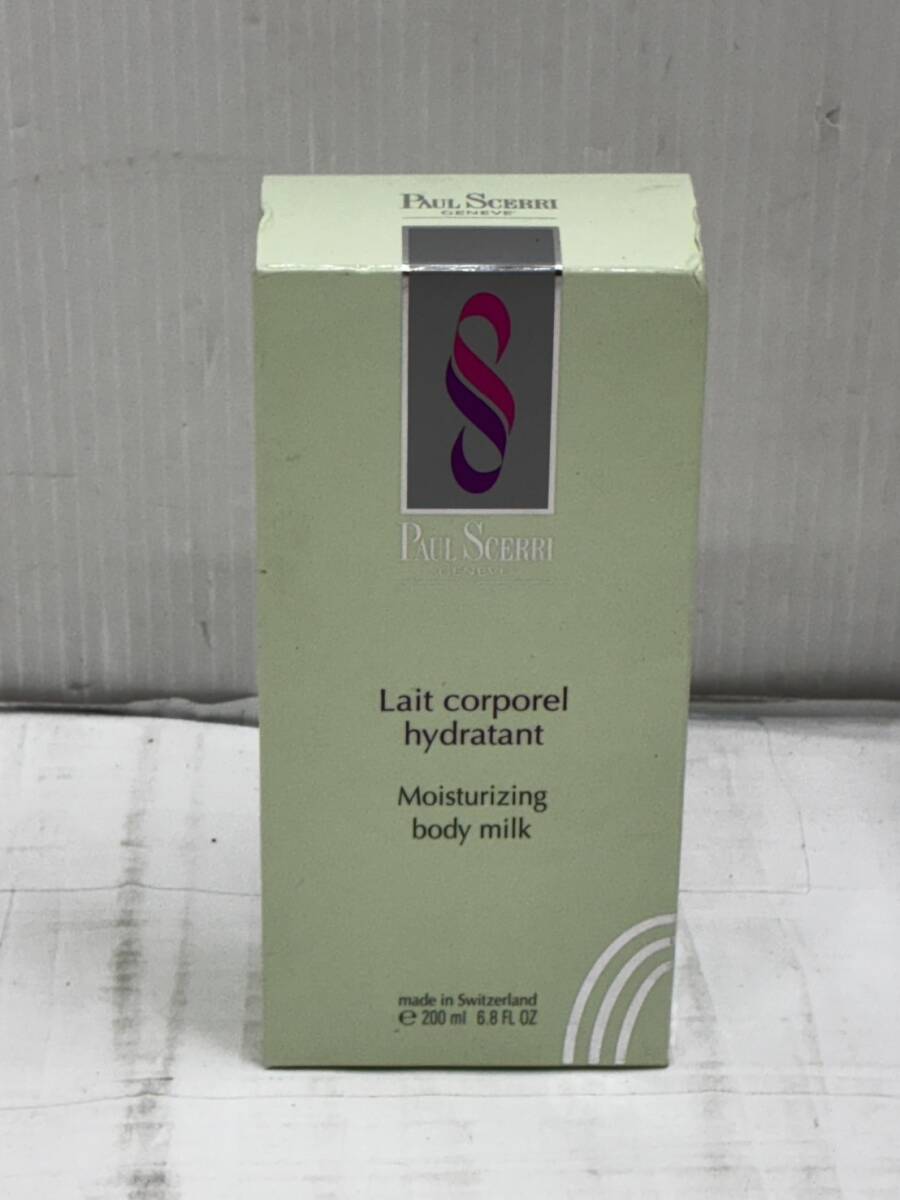 PAUL SCERRI
GENEVE
PAUL SCERRI
GENEVE
Lait corporel
hydratant
Moisturizing
body milk
made in Switzerland
℮ 200 ml 6.8 FL OZ